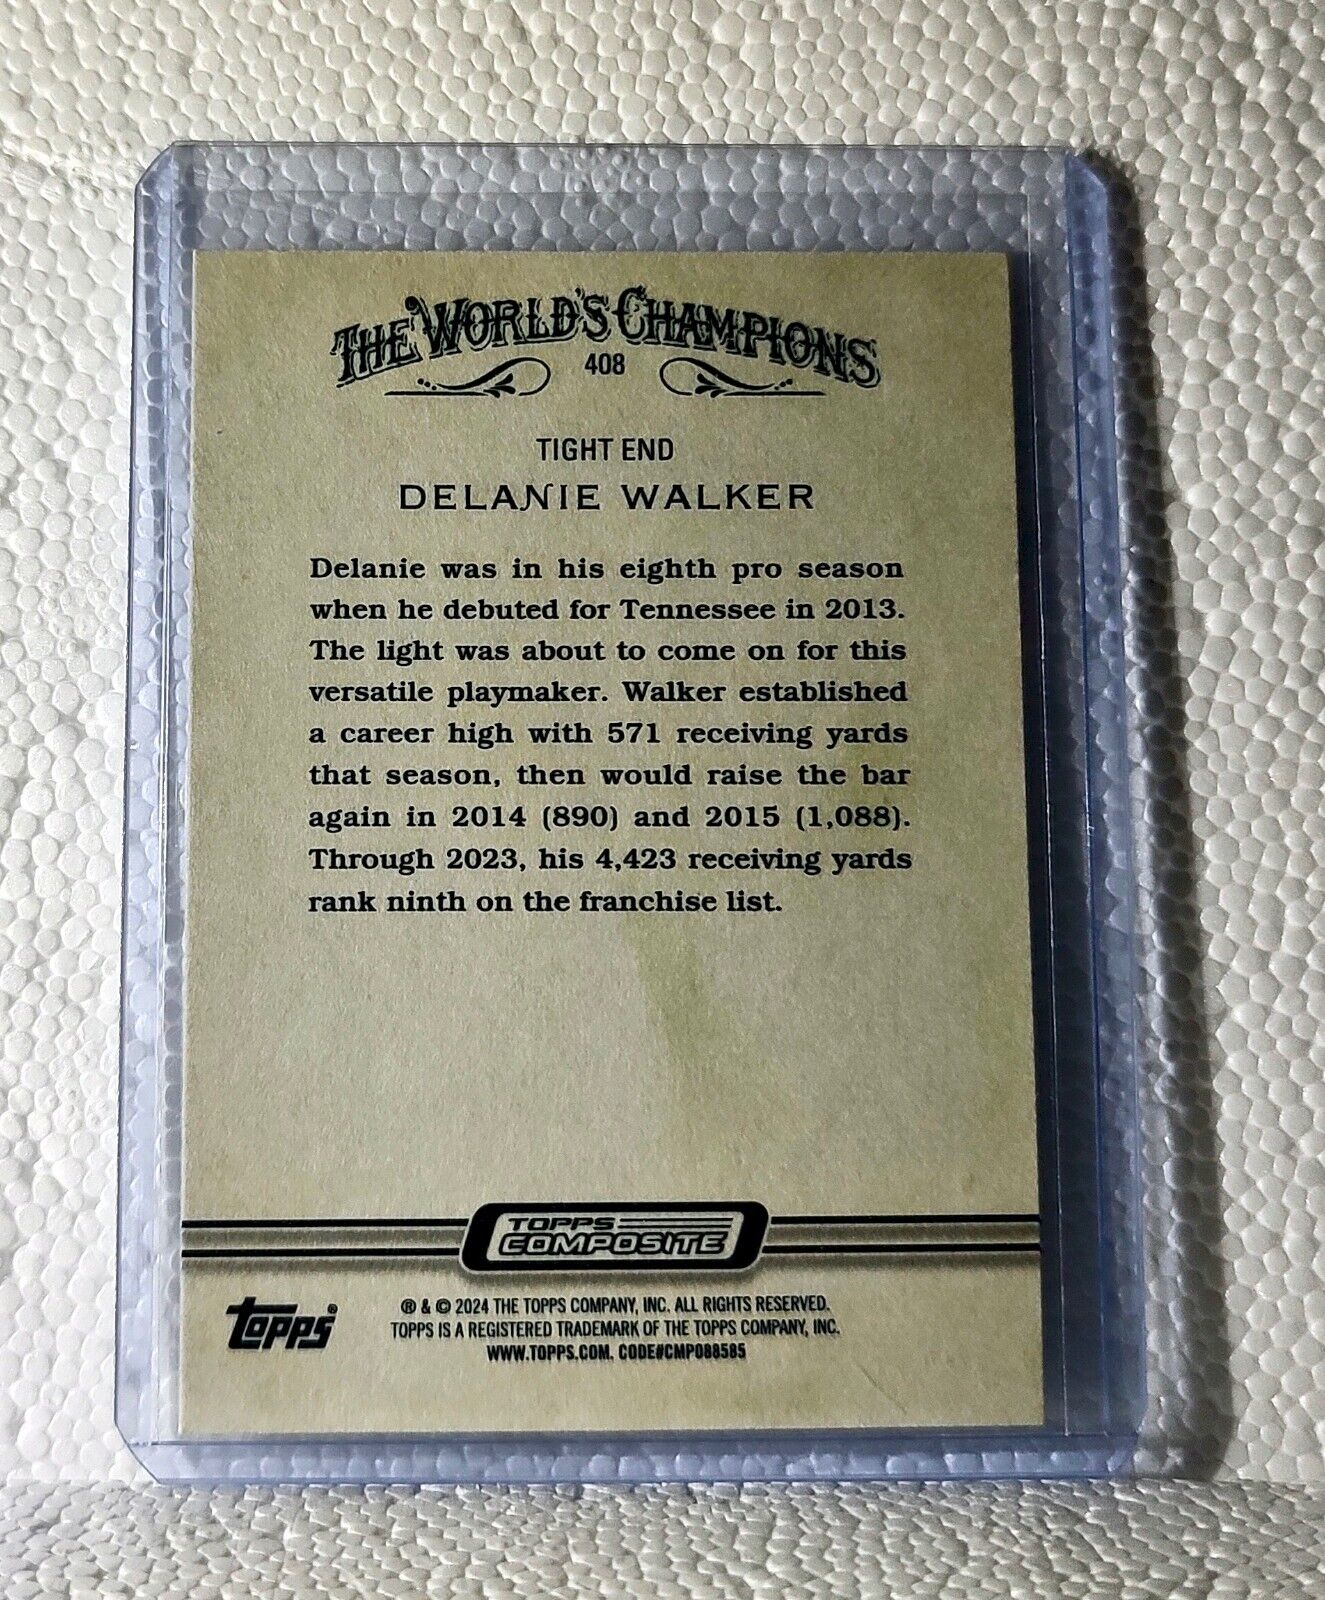 THE WORLD'S CHAMPIONS
408
TIGHT END
DELANIE WALKER
Delanie was in his eighth pro season
when he debuted for Tennessee in 2013.
The light was about to come on for this
versatile playmaker. Walker established
a career high with 571 receiving yards
that season, then would raise the bar
again in 2014 (890) and 2015 (1,088).
Through 2023, his 4,423 receiving yards
rank ninth on the franchise list.
TOPPS
COMPOSITE
topps®
® & © 2024 THE TOPPS COMPANY, INC. ALL RIGHTS RESERVED.
TOPPS IS A REGISTERED TRADEMARK OF THE TOPPS COMPANY, INC.
WWW.TOPPS.COM. CODE#CMP088585